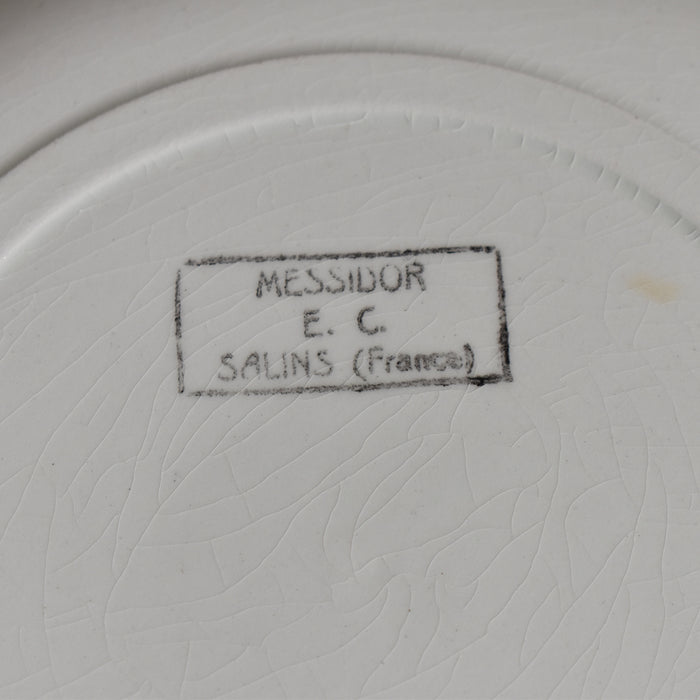 MESSIDOR
E. C.
SALINS (France)